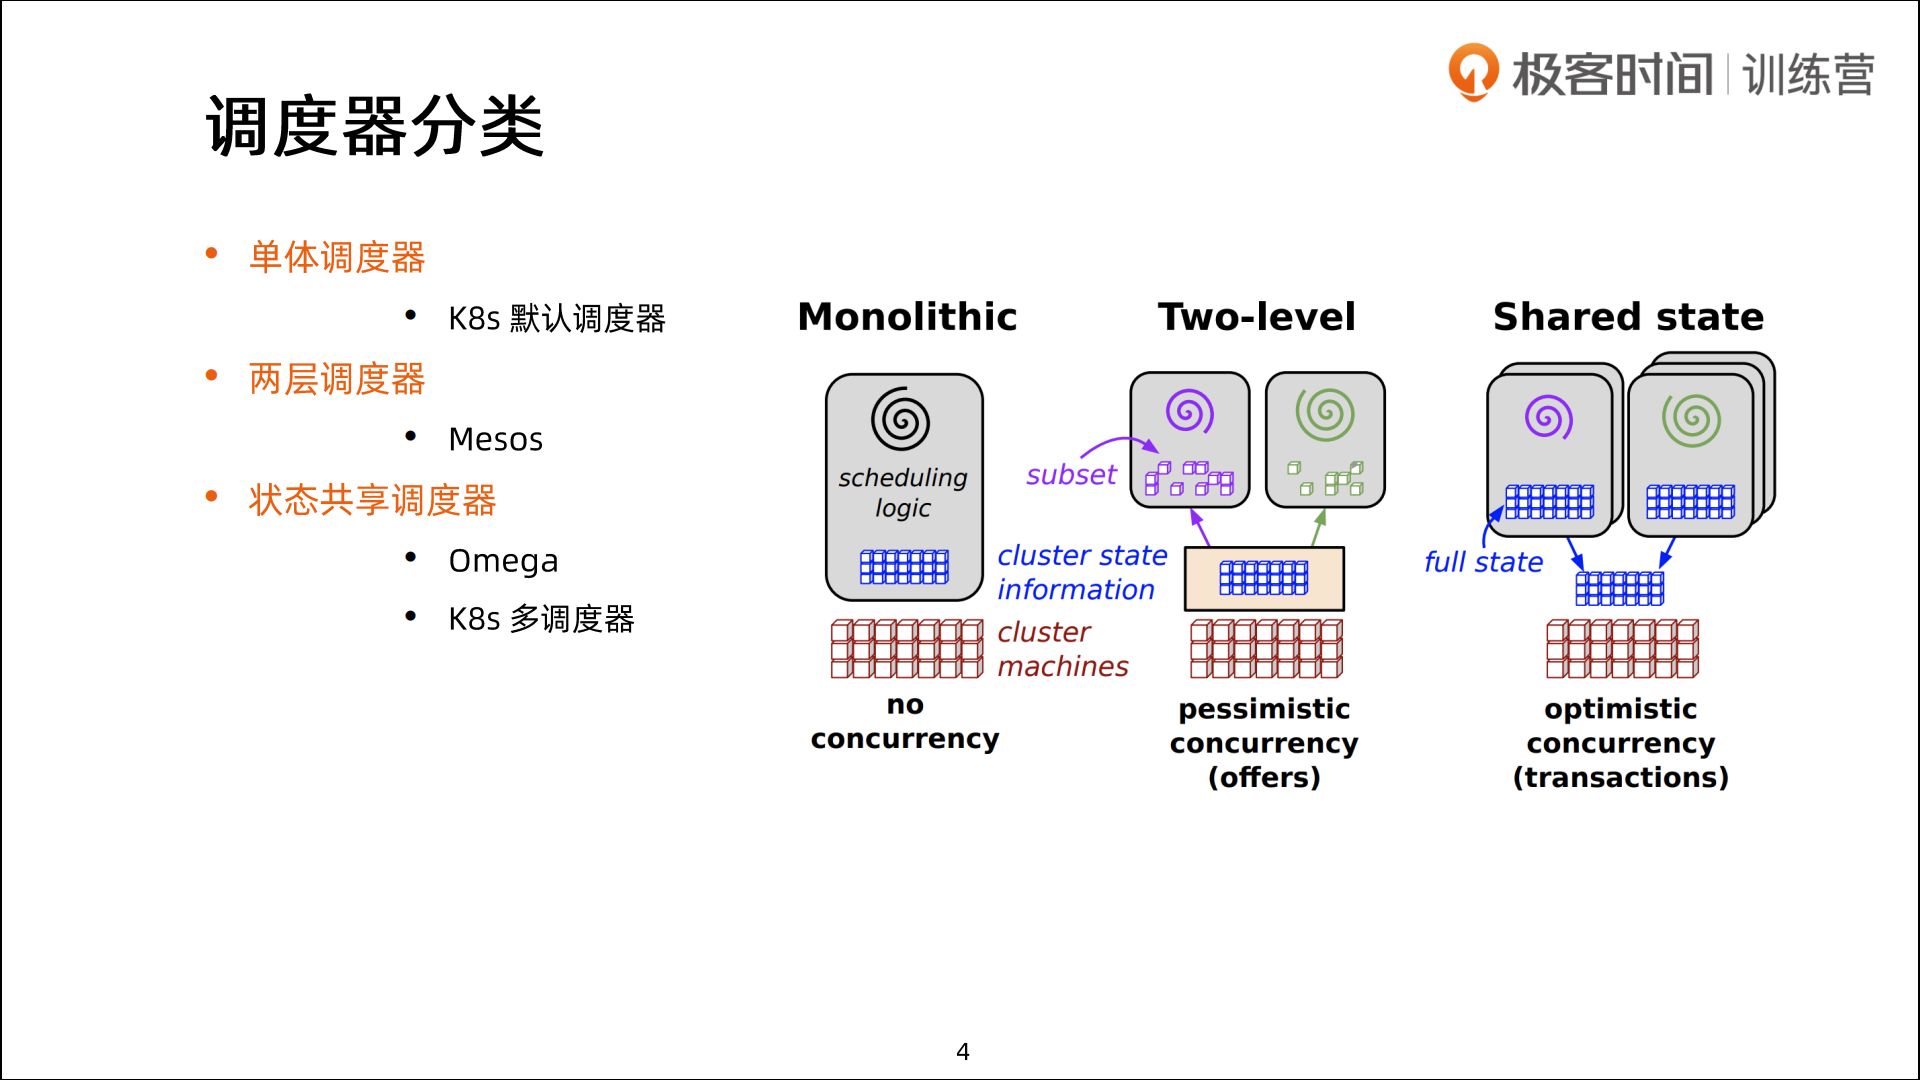 极客时间 | 训练营
调度器分类
• 单体调度器
• K8s 默认调度器
• 两层调度器
• Mesos
• 状态共享调度器
• Omega
• K8s 多调度器
Monolithic
scheduling
logic
cluster state
information
cluster
machines
no
concurrency
Two-level
subset
pessimistic
concurrency
(offers)
Shared state
full state
optimistic
concurrency
(transactions)
4